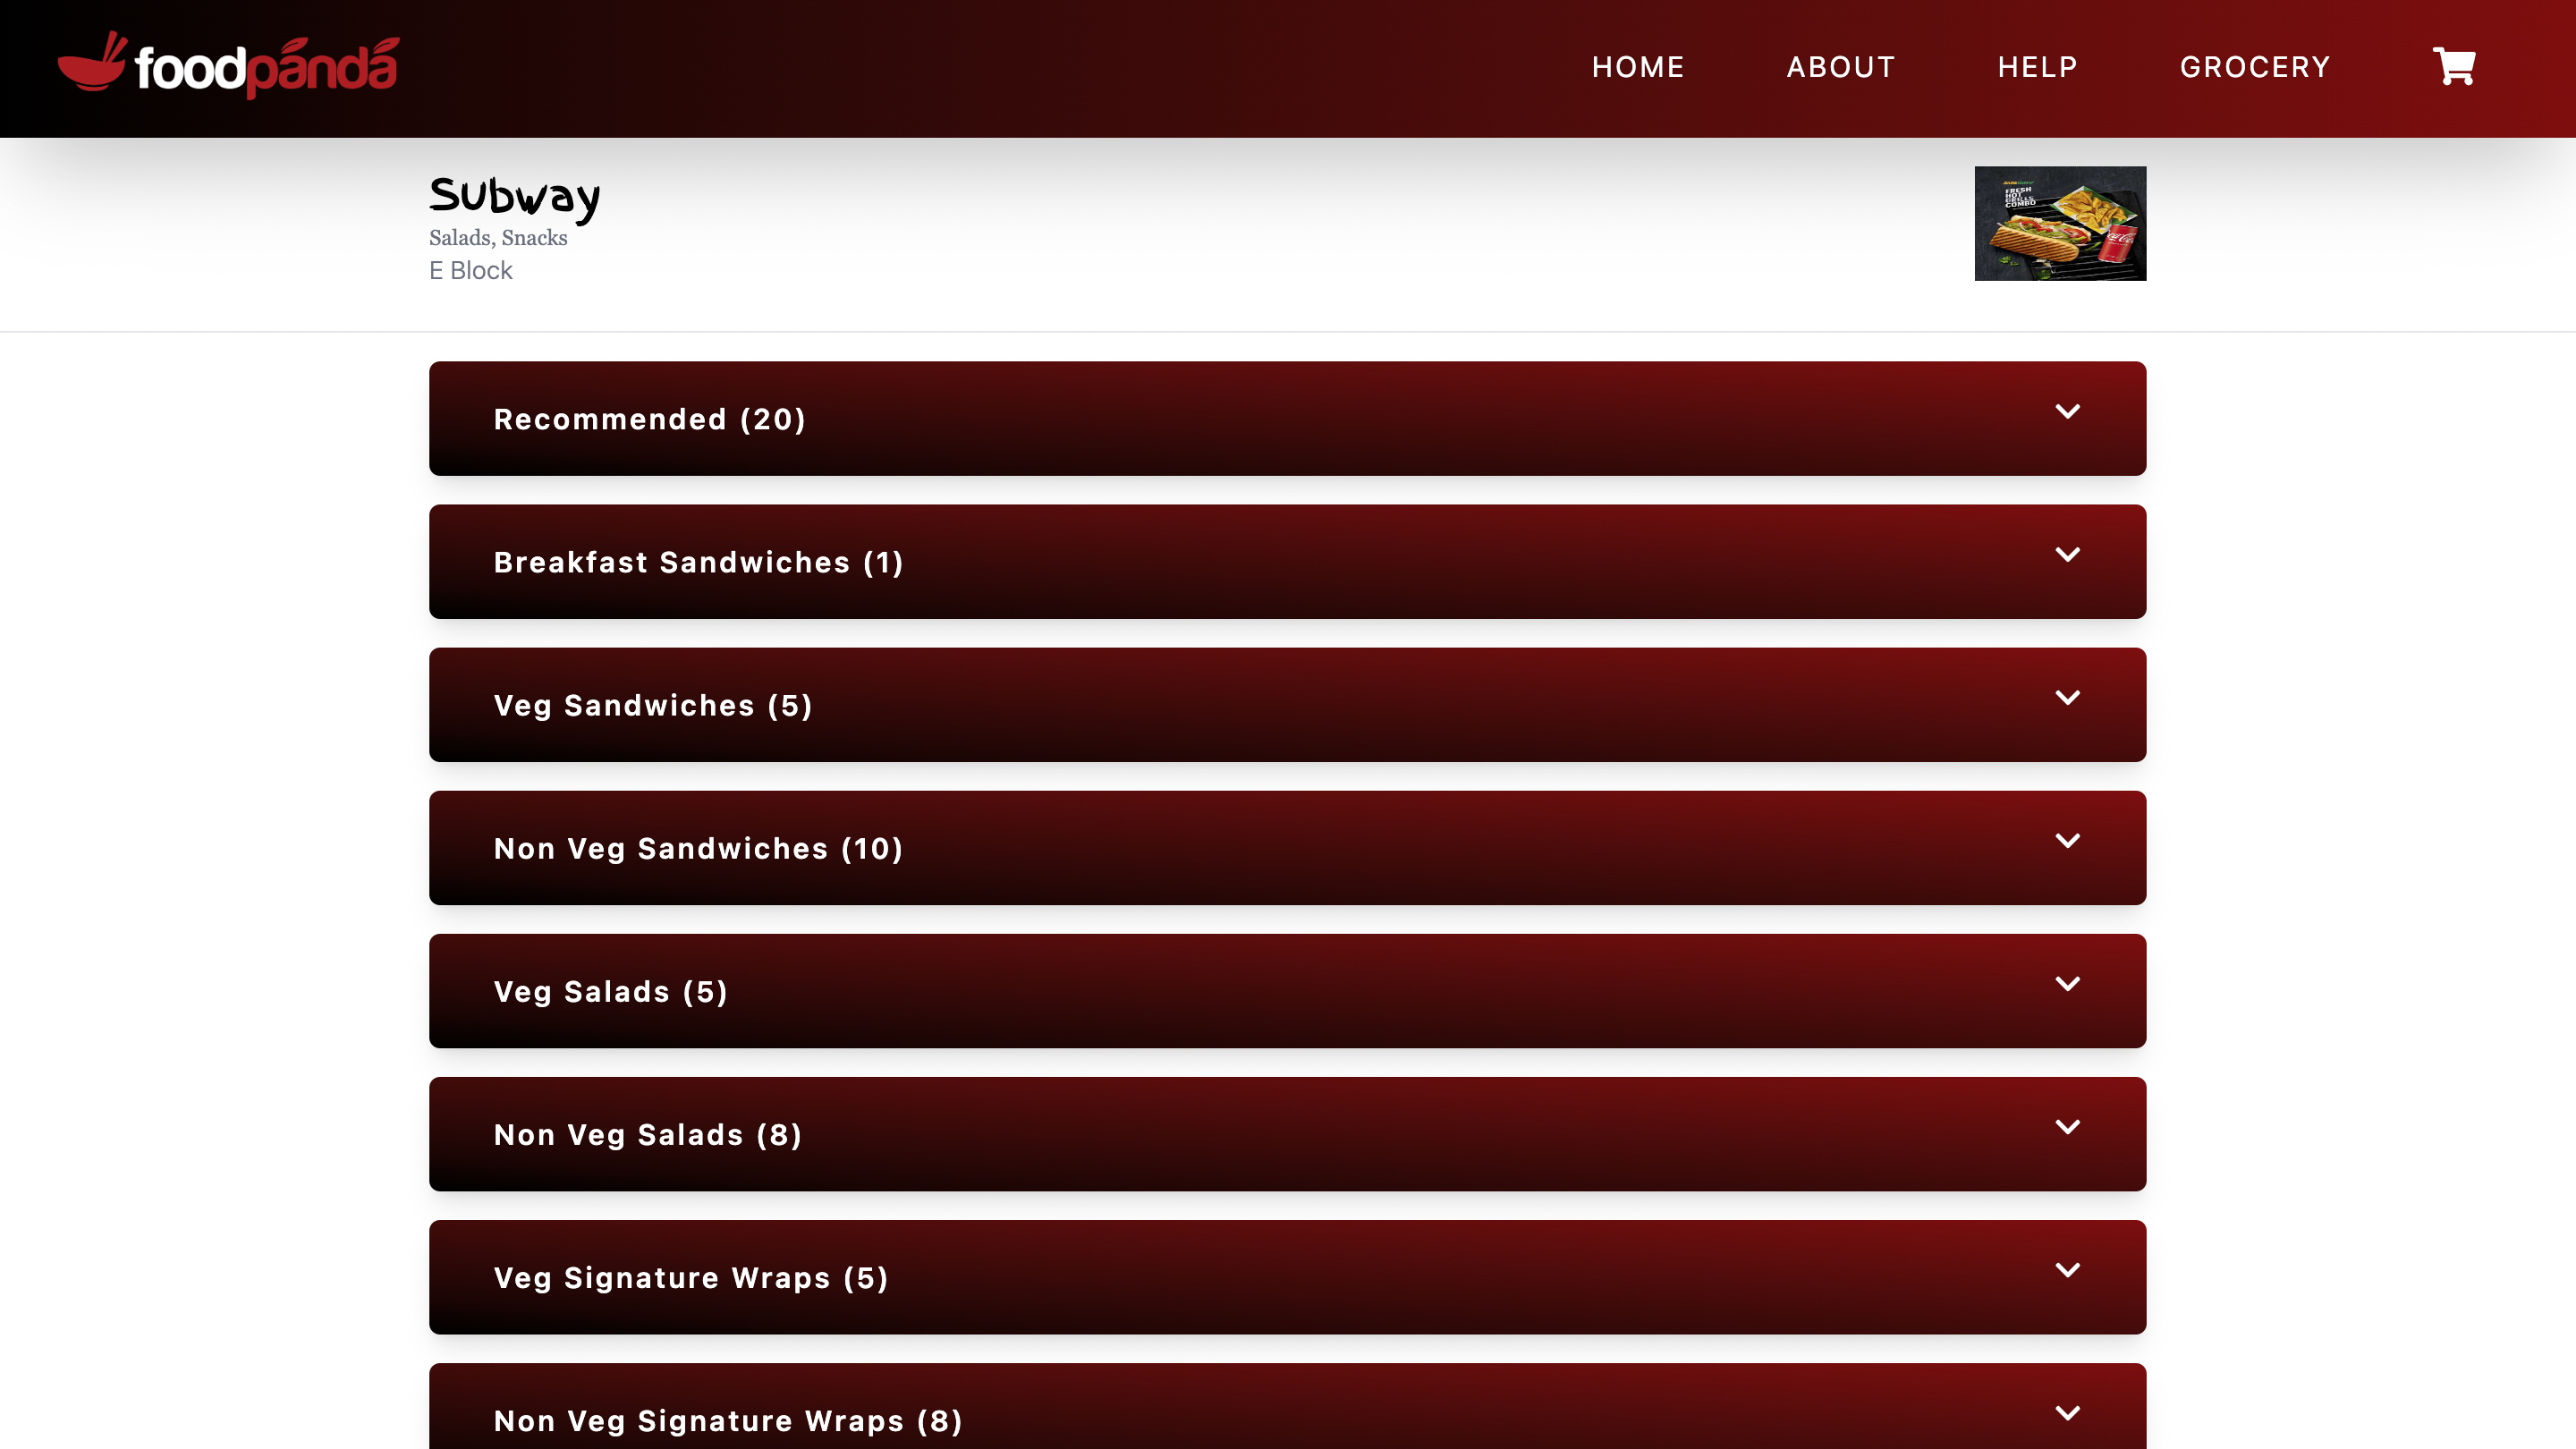 foodpanda
HOME
ABOUT
HELP
GROCERY
Subway
Salads, Snacks
E Block
FRESH
HOT
GRILLS
COMBO
Recommended (20)
Breakfast Sandwiches (1)
Veg Sandwiches (5)
Non Veg Sandwiches (10)
Veg Salads (5)
Non Veg Salads (8)
Veg Signature Wraps (5)
Non Veg Signature Wraps (8)